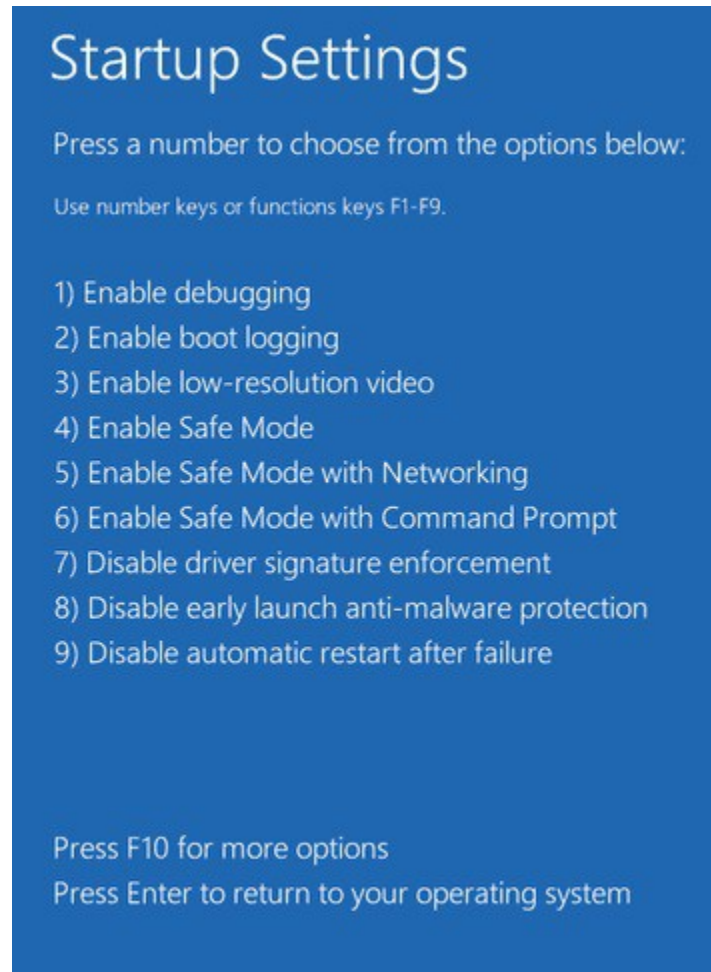 Startup Settings
Press a number to choose from the options below:
Use number keys or functions keys F1-F9.
1) Enable debugging
2) Enable boot logging
3) Enable low-resolution video
4) Enable Safe Mode
5) Enable Safe Mode with Networking
6) Enable Safe Mode with Command Prompt
7) Disable driver signature enforcement
8) Disable early launch anti-malware protection
9) Disable automatic restart after failure
Press F10 for more options
Press Enter to return to your operating system